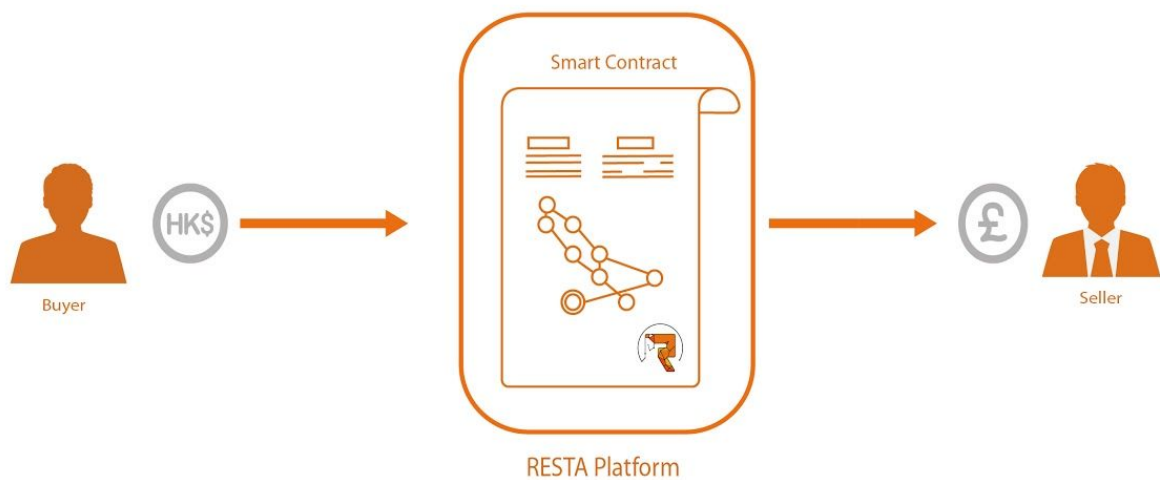 Smart Contract
HK$
£
Buyer
Seller
RESTA Platform